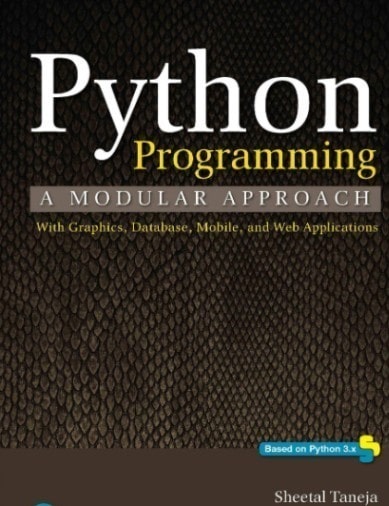 Python
Programming
A MODULAR APPROACH
With Graphics, Database, Mobile, and Web Applications
Based on Python 3.x
Sheetal Taneja